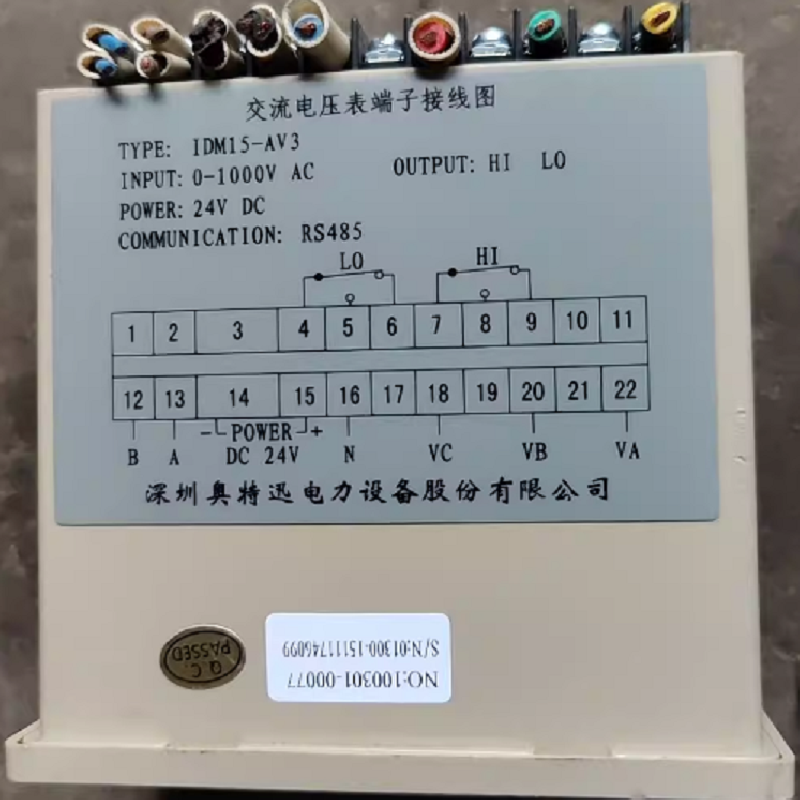 交流电压表端子接线图
TYPE: IDM15-AV3
INPUT: 0-1000V AC OUTPUT: HI LO
POWER: 24V DC
COMMUNICATION: RS485
LO HI
1 2 3 4 5 6 7 8 9 10 11
12 13 14 15 16 17 18 19 20 21 22
- POWER +
B A DC 24V N VC VB VA
深圳奥特迅电力设备股份有限公司
Q.C.
PASSED
NO:100301-00077
S/N:01300-15111746099